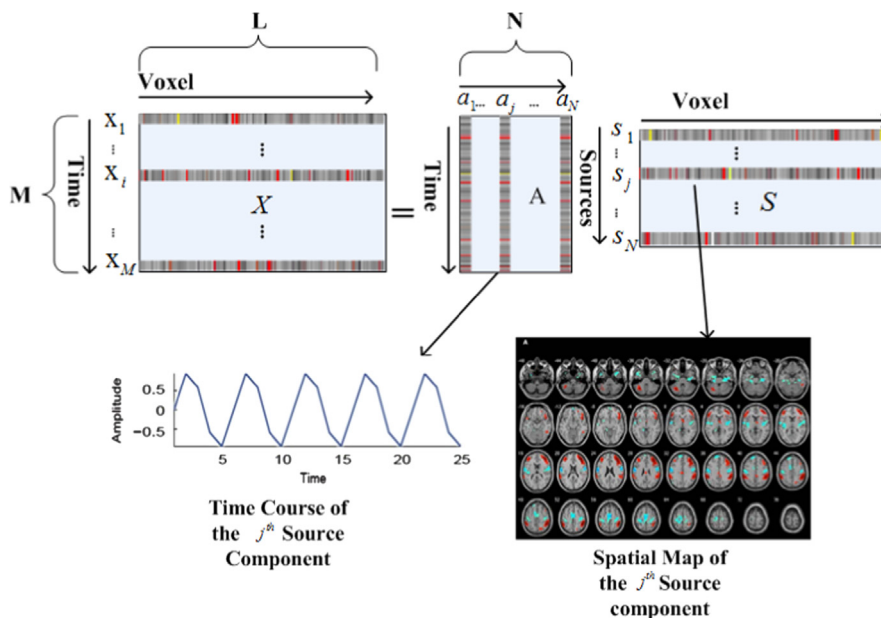 L
N
Voxel
a1... aj ... aN
Voxel
M
Time
X1
⋮
Xi
X
⋮
XM
=
Time
A
Sources
s1
⋮
sj
S
⋮
sN
Amplitude
0.5
0
−0.5
5 10 15 20 25
Time
Time Course of
the jth Source
Component
A
Spatial Map of
the jth Source
component